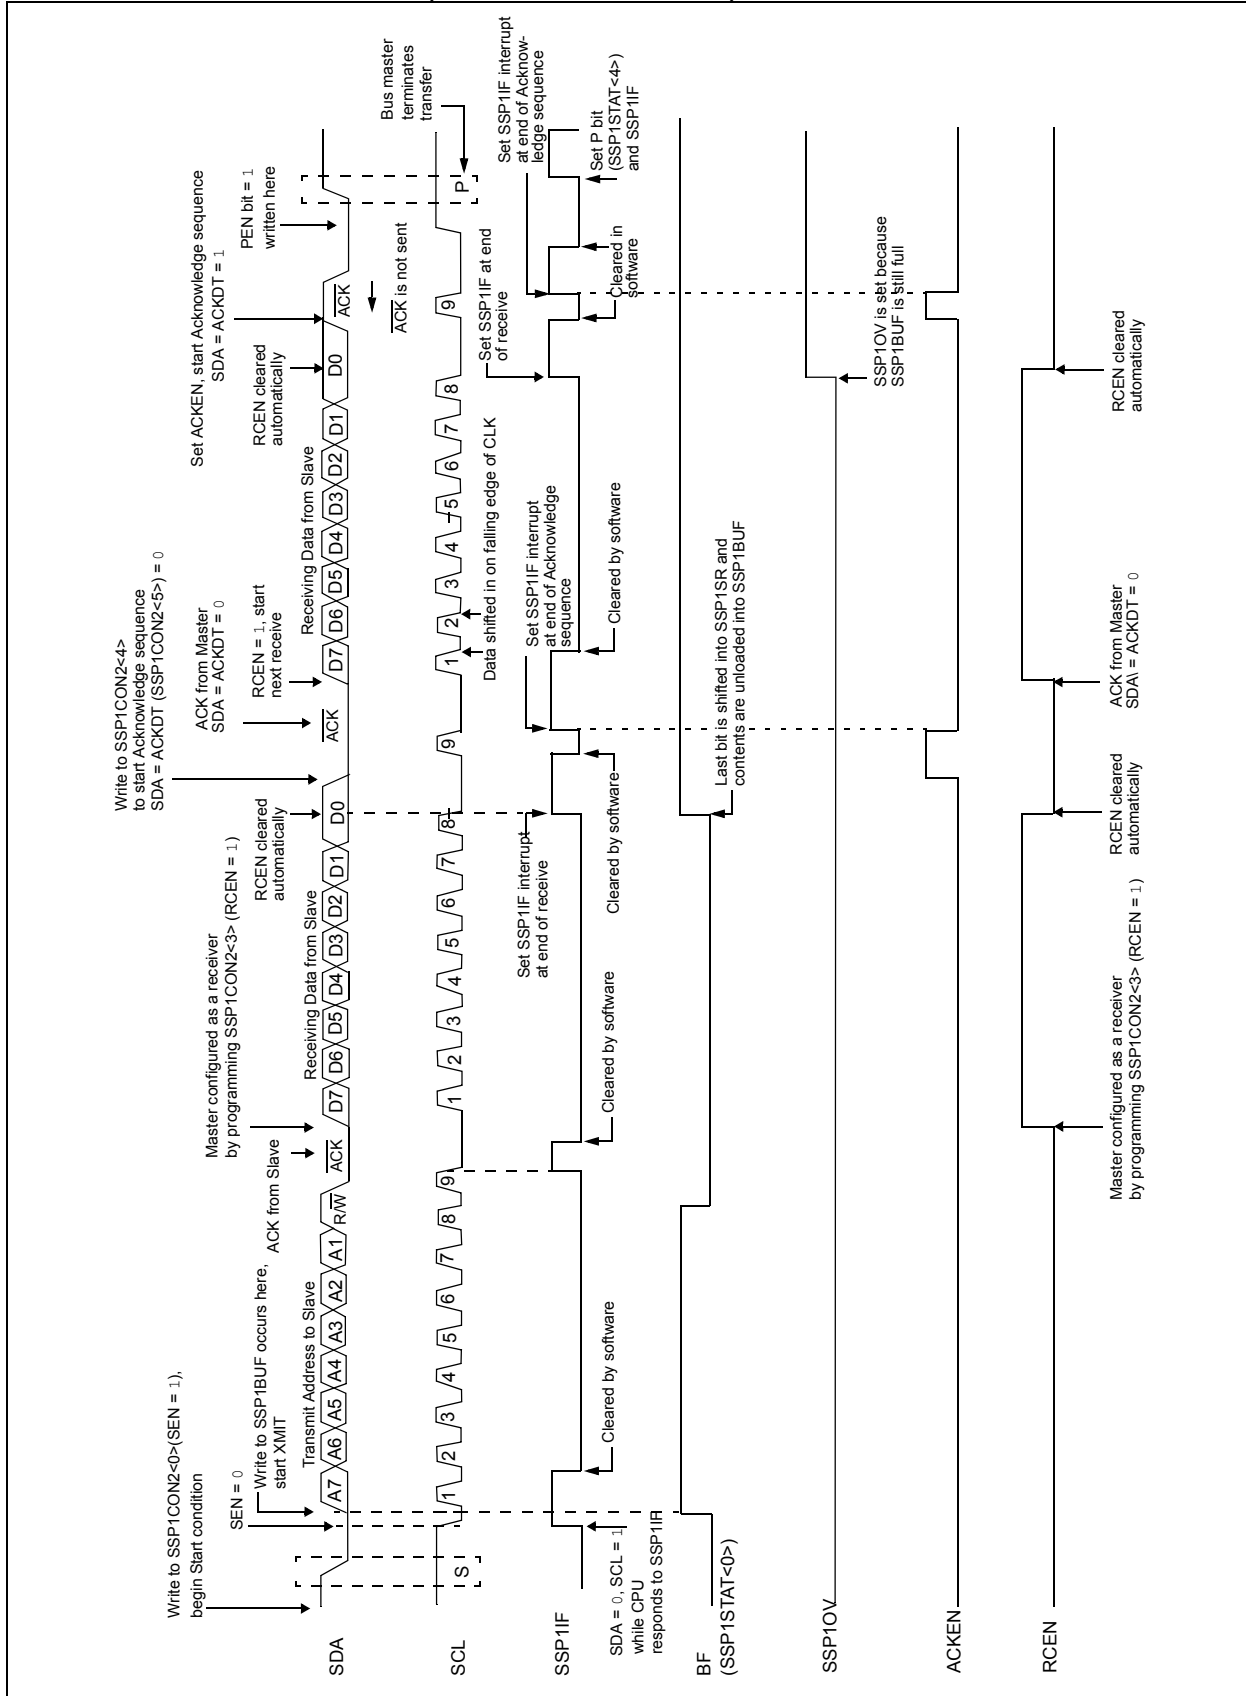 Write to SSP1CON2<0>(SEN = 1),
begin Start condition
SEN = 0
Write to SSP1BUF occurs here,
start XMIT
ACK from Slave
Master configured as a receiver
by programming SSP1CON2<3> (RCEN = 1)
RCEN cleared
automatically
Write to SSP1CON2<4>
to start Acknowledge sequence
SDA = ACKDT (SSP1CON2<5>) = 0
ACK from Master
SDA = ACKDT = 0
RCEN = 1, start
next receive
RCEN cleared
automatically
Set ACKEN, start Acknowledge sequence
SDA = ACKDT = 1
PEN bit = 1
written here
Transmit Address to Slave
Receiving Data from Slave
Receiving Data from Slave
SDA
A7 A6 A5 A4 A3 A2 A1 R/W ACK D7 D6 D5 D4 D3 D2 D1 D0 ACK D7 D6 D5 D4 D3 D2 D1 D0 ACK
ACK is not sent
Bus master
terminates
transfer
SCL
S 1 2 3 4 5 6 7 8 9 1 2 3 4 5 6 7 8 9 1 2 3 4 5 6 7 8 9 P
Data shifted in on falling edge of CLK
Set SSP1IF interrupt
at end of receive
Set SSP1IF interrupt
at end of Acknowledge
sequence
Set SSP1IF at end
of receive
Set SSP1IF interrupt
at end of Acknow-
ledge sequence
SSP1IF
SDA = 0, SCL = 1
while CPU
responds to SSP1IF
Cleared by software
Cleared by software
Cleared by software
Cleared by software
Cleared in
software
Set P bit
(SSP1STAT<4>)
and SSP1IF
BF
(SSP1STAT<0>)
Last bit is shifted into SSP1SR and
contents are unloaded into SSP1BUF
SSP1OV
SSP1OV is set because
SSP1BUF is still full
ACKEN
RCEN
Master configured as a receiver
by programming SSP1CON2<3> (RCEN = 1)
RCEN cleared
automatically
ACK from Master
SDA\ = ACKDT = 0
RCEN cleared
automatically